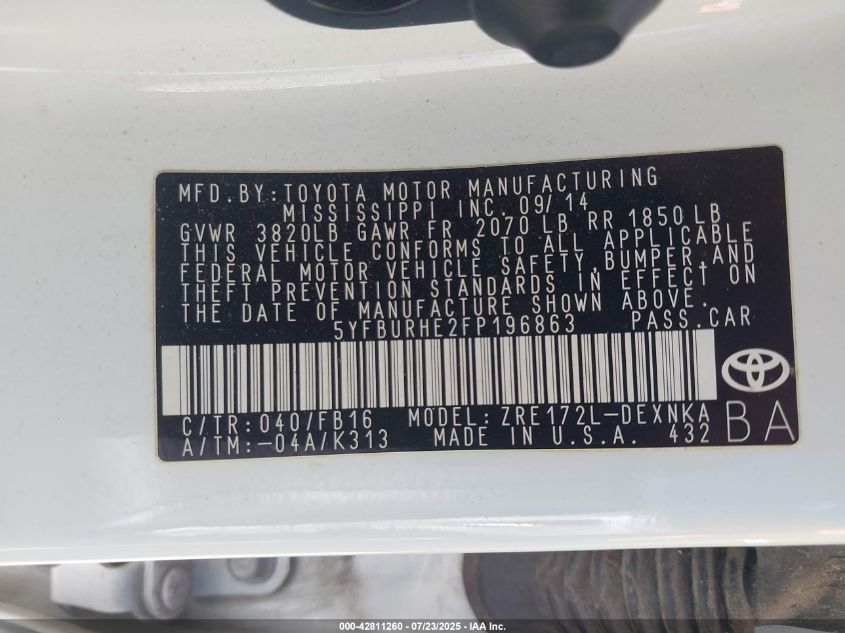 MFD.BY:TOYOTA MOTOR MANUFACTURING
MISSISSIPPI INC. 09/14
GVWR 3820LB GAWR FR 2070 LB RR 1850 LB
THIS VEHICLE CONFORMS TO ALL APPLICABLE
FEDERAL MOTOR VEHICLE SAFETY,BUMPER,AND
THEFT PREVENTION STANDARDS IN EFFECT ON
THE DATE OF MANUFACTURE SHOWN ABOVE.
5YFBURHE2FP196863 PASS.CAR
C/TR:040/FB16 MODEL:ZRE172L-DEXNKA
A/TM:-04A/K313 MADE IN U.S.A. 432 BA
000-42811260 - 07/23/2025 - IAA Inc.